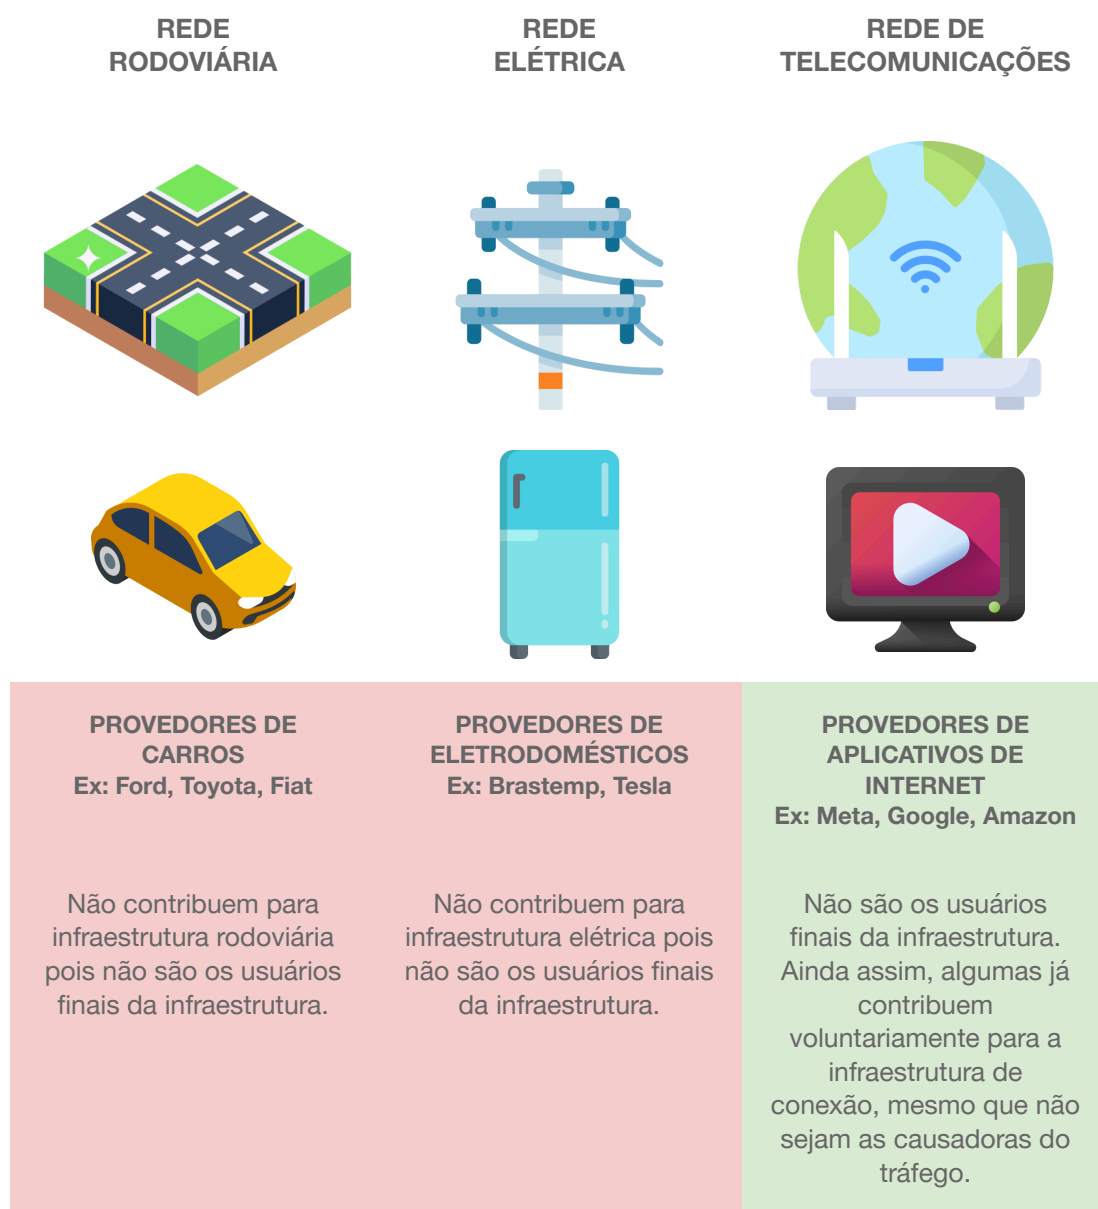 REDE
RODOVIÁRIA
REDE
ELÉTRICA
REDE DE
TELECOMUNICAÇÕES
PROVEDORES DE
CARROS
Ex: Ford, Toyota, Fiat
Não contribuem para
infraestrutura rodoviária
pois não são os usuários
finais da infraestrutura.
PROVEDORES DE
ELETRODOMÉSTICOS
Ex: Brastemp, Tesla
Não contribuem para
infraestrutura elétrica pois
não são os usuários finais
da infraestrutura.
PROVEDORES DE
APLICATIVOS DE
INTERNET
Ex: Meta, Google, Amazon
Não são os usuários
finais da infraestrutura.
Ainda assim, algumas já
contribuem
voluntariamente para a
infraestrutura de
conexão, mesmo que não
sejam as causadoras do
tráfego.